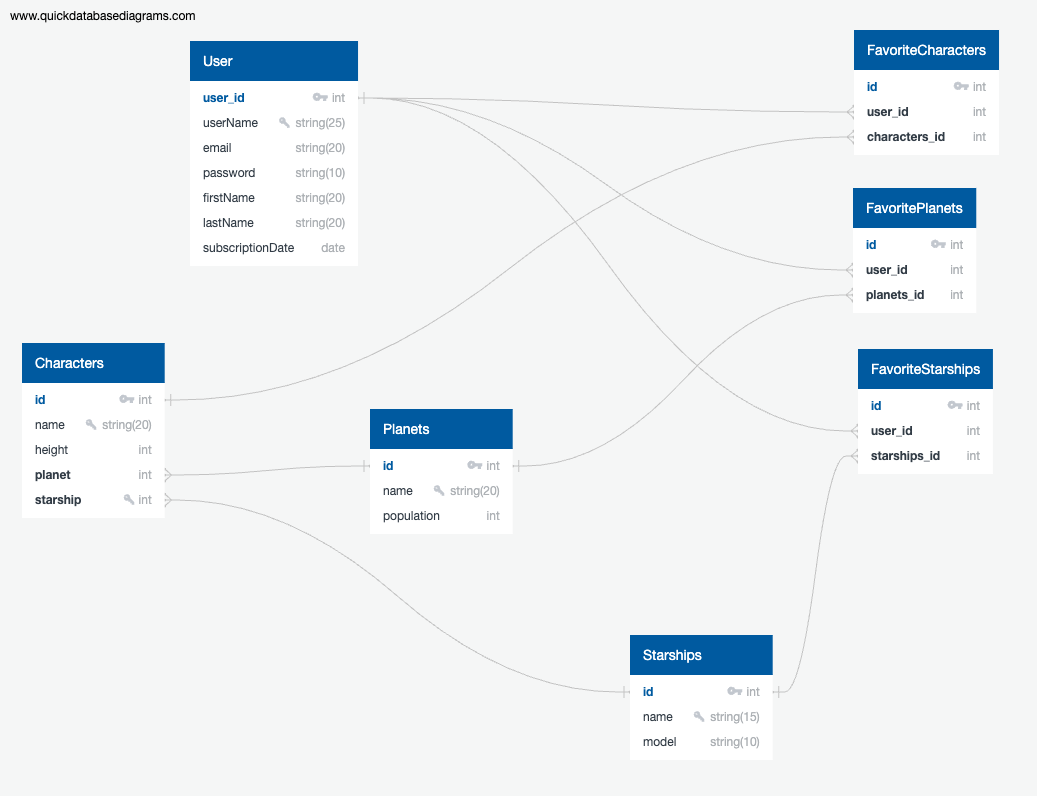 www.quickdatabasediagrams.com
User
user_id int
userName string(25)
email string(20)
password string(10)
firstName string(20)
lastName string(20)
subscriptionDate date
FavoriteCharacters
id int
user_id int
characters_id int
FavoritePlanets
id int
user_id int
planets_id int
Characters
id int
name string(20)
height int
planet int
starship int
Planets
id int
name string(20)
population int
FavoriteStarships
id int
user_id int
starships_id int
Starships
id int
name string(15)
model string(10)